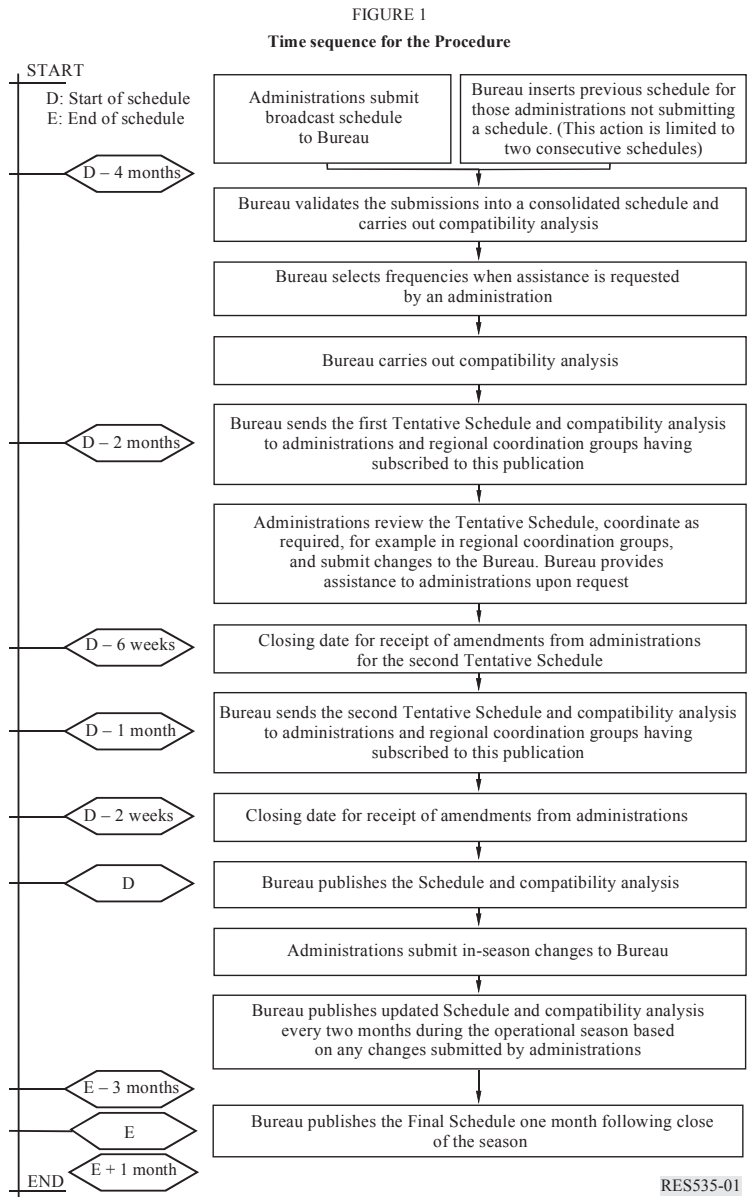 FIGURE 1
Time sequence for the Procedure
START
D: Start of schedule
E: End of schedule
Administrations submit
broadcast schedule
to Bureau
Bureau inserts previous schedule for
those administrations not submitting
a schedule. (This action is limited to
two consecutive schedules)
D – 4 months
Bureau validates the submissions into a consolidated schedule and
carries out compatibility analysis
Bureau selects frequencies when assistance is requested
by an administration
Bureau carries out compatibility analysis
D – 2 months
Bureau sends the first Tentative Schedule and compatibility analysis
to administrations and regional coordination groups having
subscribed to this publication
Administrations review the Tentative Schedule, coordinate as
required, for example in regional coordination groups,
and submit changes to the Bureau. Bureau provides
assistance to administrations upon request
D – 6 weeks
Closing date for receipt of amendments from administrations
for the second Tentative Schedule
D – 1 month
Bureau sends the second Tentative Schedule and compatibility analysis
to administrations and regional coordination groups having
subscribed to this publication
D – 2 weeks
Closing date for receipt of amendments from administrations
D
Bureau publishes the Schedule and compatibility analysis
Administrations submit in-season changes to Bureau
Bureau publishes updated Schedule and compatibility analysis
every two months during the operational season based
on any changes submitted by administrations
E – 3 months
E
Bureau publishes the Final Schedule one month following close
of the season
E + 1 month
END
RES535-01